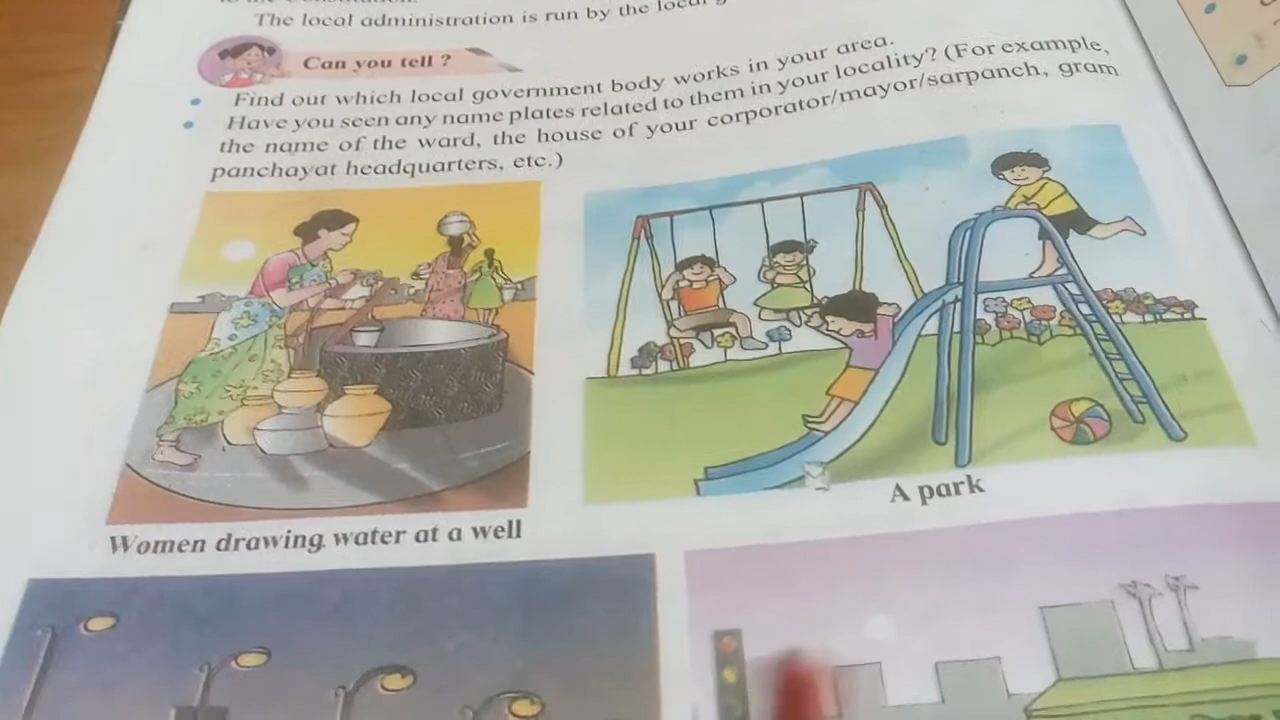 The local administration is run by the local
Can you tell ?
Find out which local government body works in your area.
Have you seen any name plates related to them in your locality? (For example,
the name of the ward, the house of your corporator/mayor/sarpanch, gram
panchayat headquarters, etc.)
Women drawing water at a well
A park